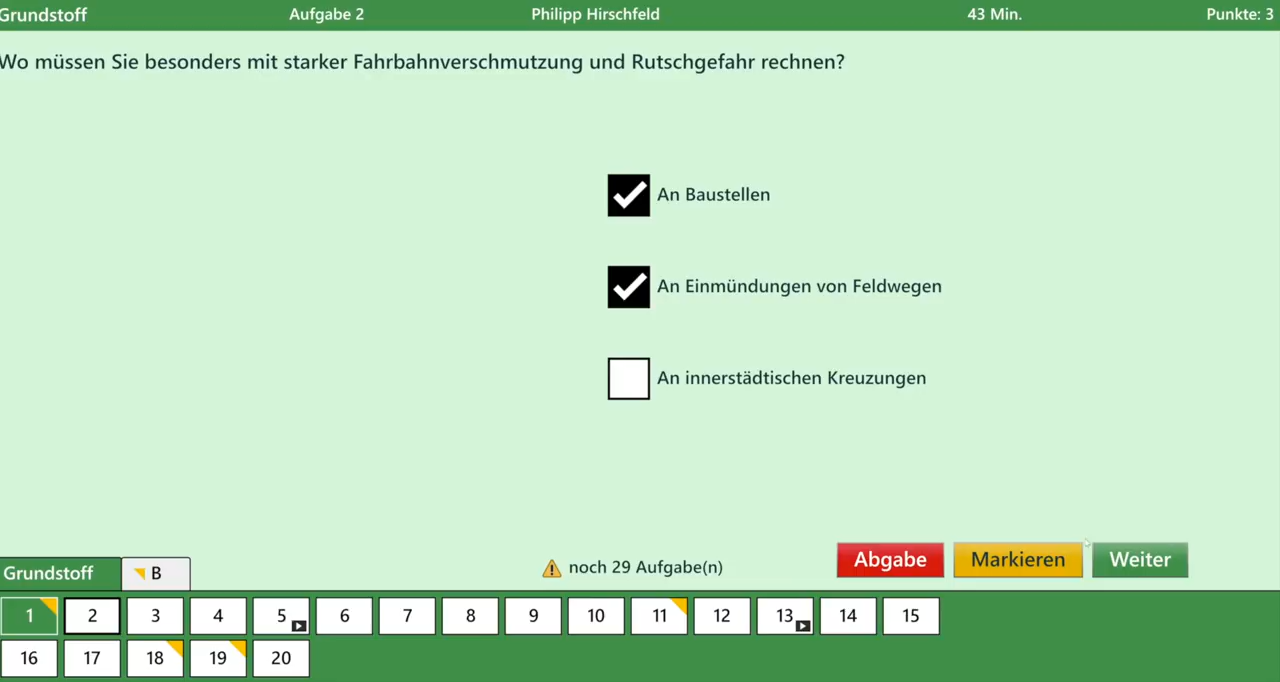 Grundstoff Aufgabe 2 Philipp Hirschfeld 43 Min. Punkte: 3
Wo müssen Sie besonders mit starker Fahrbahnverschmutzung und Rutschgefahr rechnen?
An Baustellen
An Einmündungen von Feldwegen
An innerstädtischen Kreuzungen
Abgabe Markieren Weiter
Grundstoff B noch 29 Aufgabe(n)
1 2 3 4 5 6 7 8 9 10 11 12 13 14 15
16 17 18 19 20